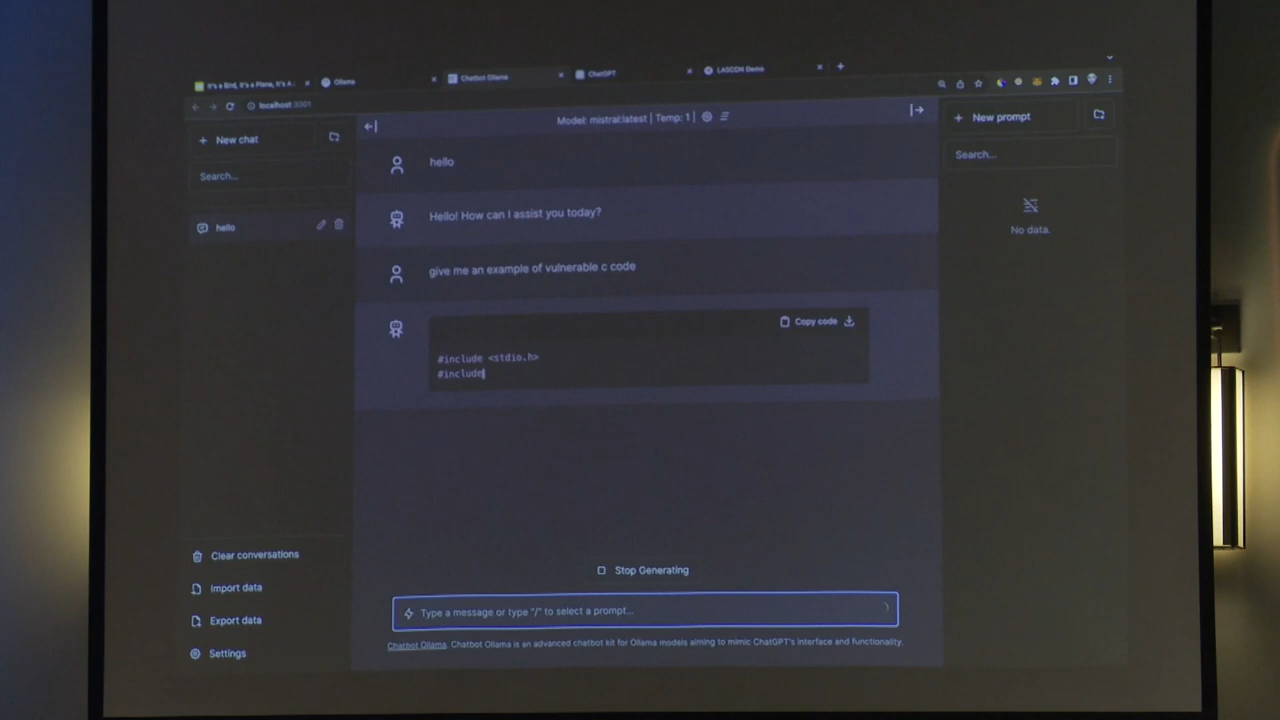 It's a Bird, It's a Plane, It's A
Ollama
Chatbot Ollama
ChatGPT
LASCON Demo
localhost:3001
New chat
Search...
hello
Clear conversations
Import data
Export data
Settings
Model: mistral:latest | Temp: 1 |
hello
Hello! How can I assist you today?
give me an example of vulnerable c code
Copy code
#include <stdio.h>
#include
Stop Generating
Type a message or type "/" to select a prompt...
Chatbot Ollama. Chatbot Ollama is an advanced chatbot kit for Ollama models aiming to mimic ChatGPT's interface and functionality.
New prompt
Search...
No data.